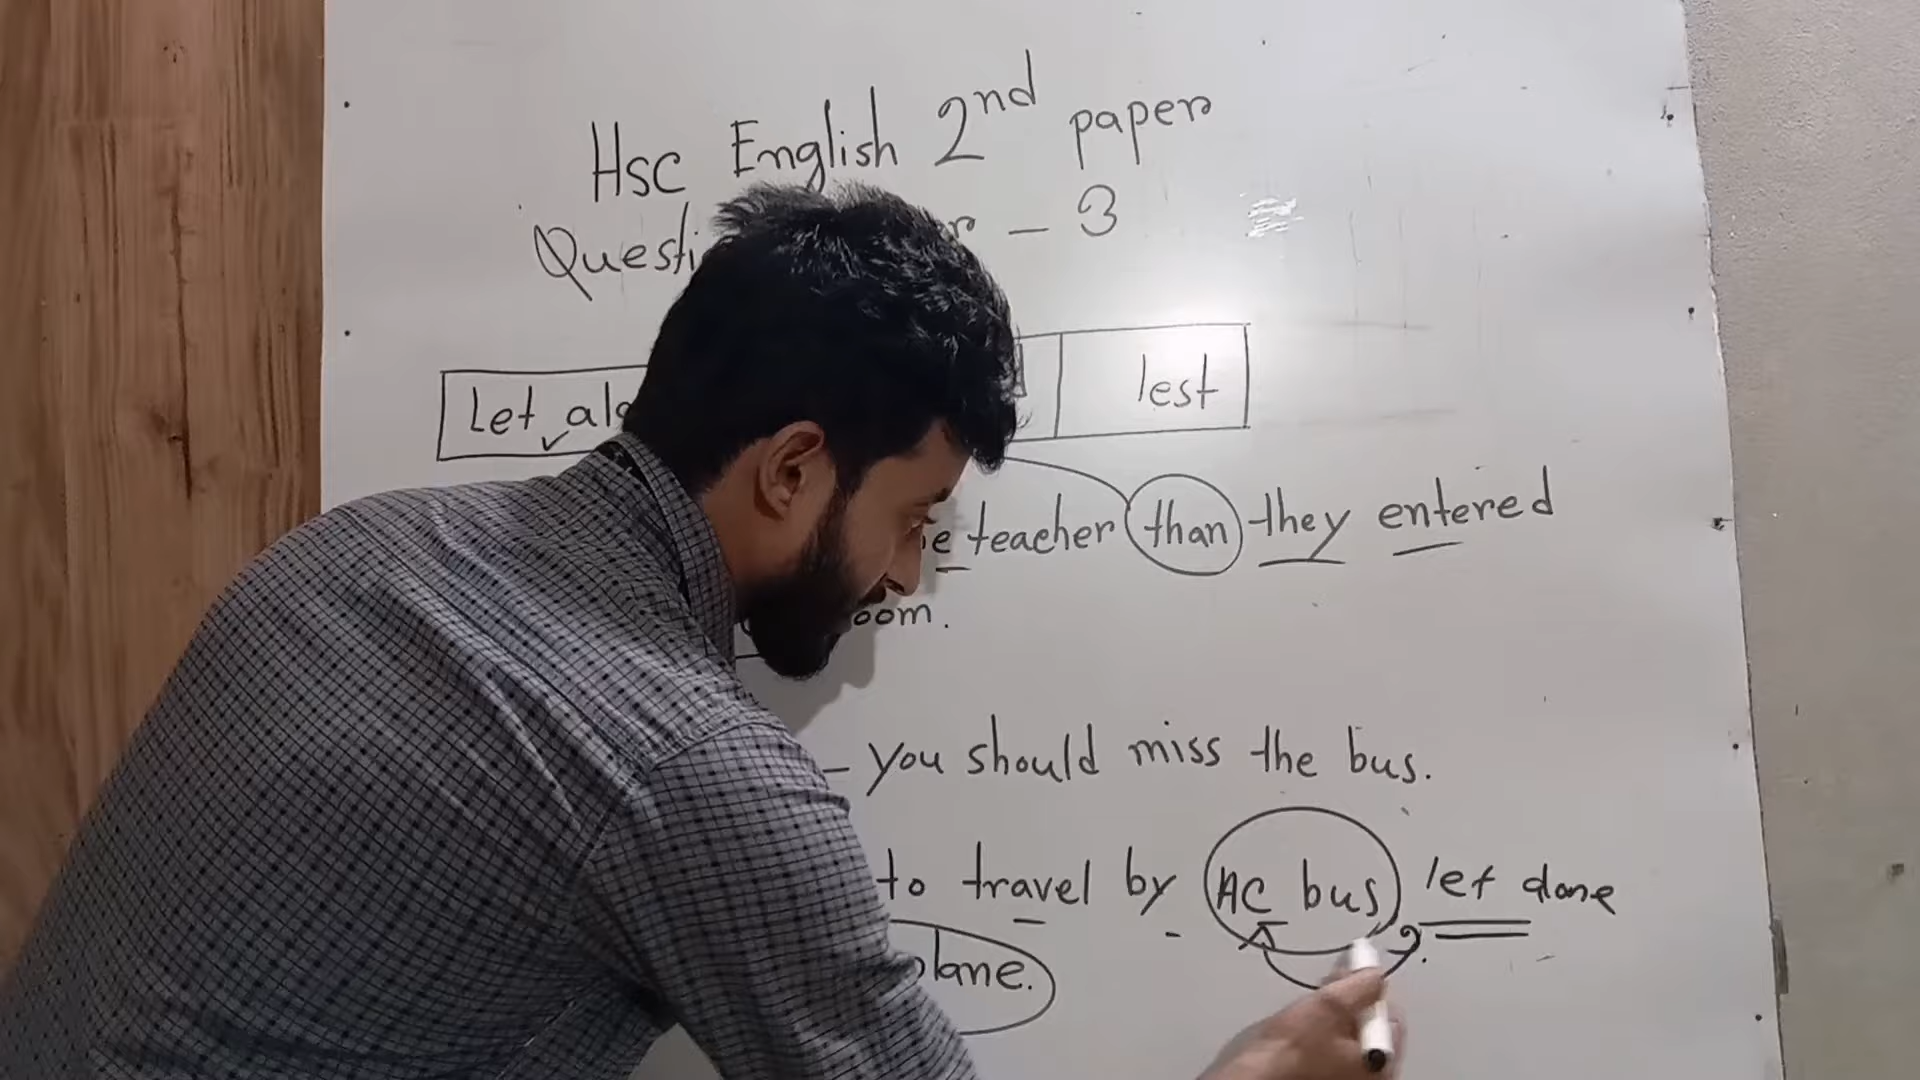 Hsc English 2nd paper
Questi - 3
Let alo lest
e teacher than they entered
oom.
you should miss the bus.
to travel by AC bus let alone
plane.